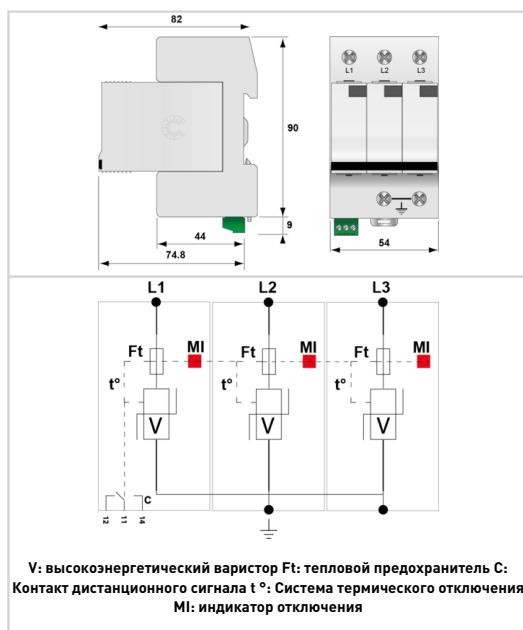 82
L1 L2 L3
90
9
44
74.8
54
L1 L2 L3
Ft MI Ft MI Ft MI
t° t° t°
V V V
C
12 11 14
V: высокоэнергетический варистор Ft: тепловой предохранитель C:
Контакт дистанционного сигнала t °: Система термического отключения
MI: индикатор отключения